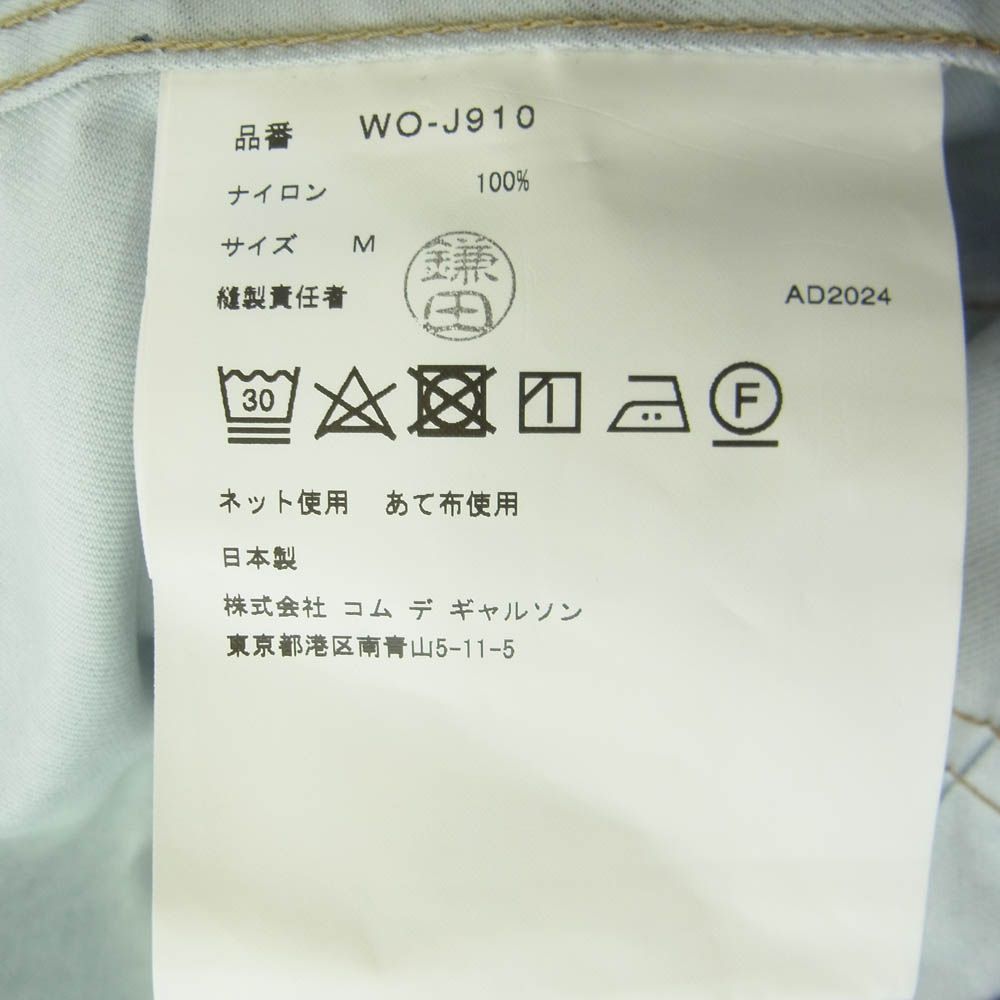 品番 WO-J910
ナイロン 100%
サイズ M
鎌田
縫製責任者 AD2024
30 F
ネット使用 あて布使用
日本製
株式会社 コム デ ギャルソン
東京都港区南青山5-11-5